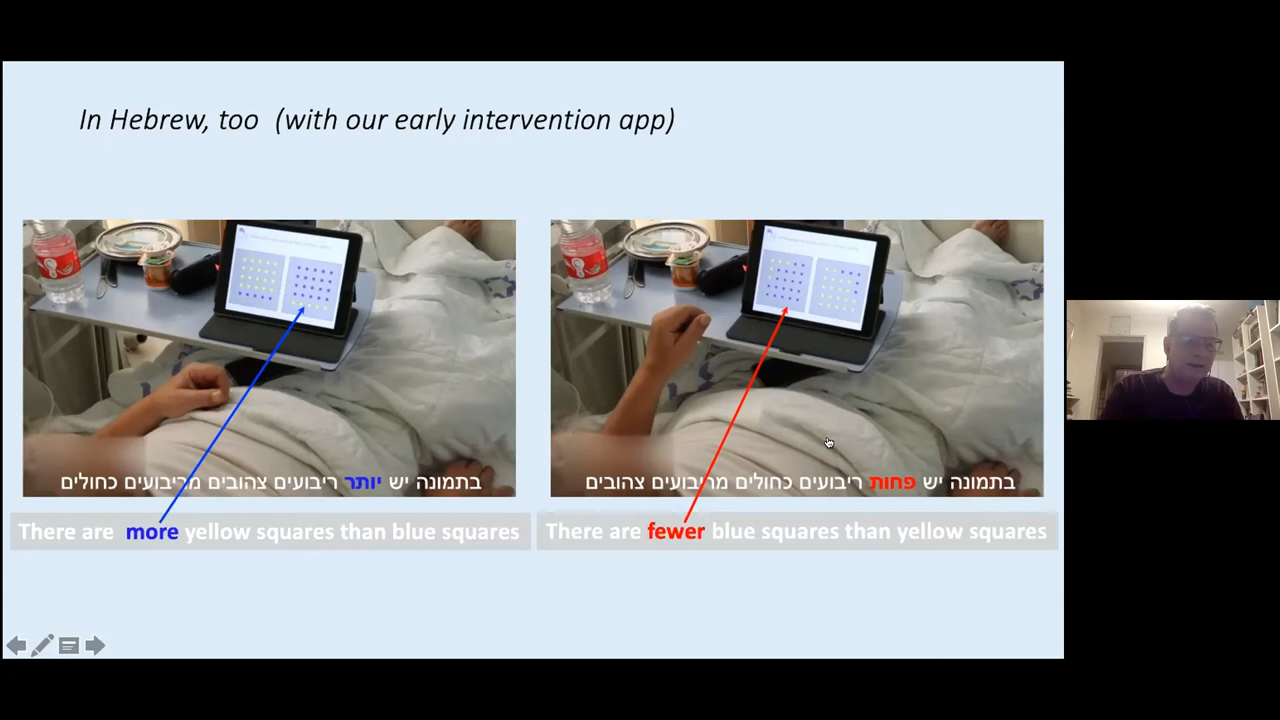 In Hebrew, too (with our early intervention app)
בתמונה יש יותר ריבועים צהובים מריבועים כחולים
There are more yellow squares than blue squares
בתמונה יש פחות ריבועים כחולים מריבועים צהובים
There are fewer blue squares than yellow squares